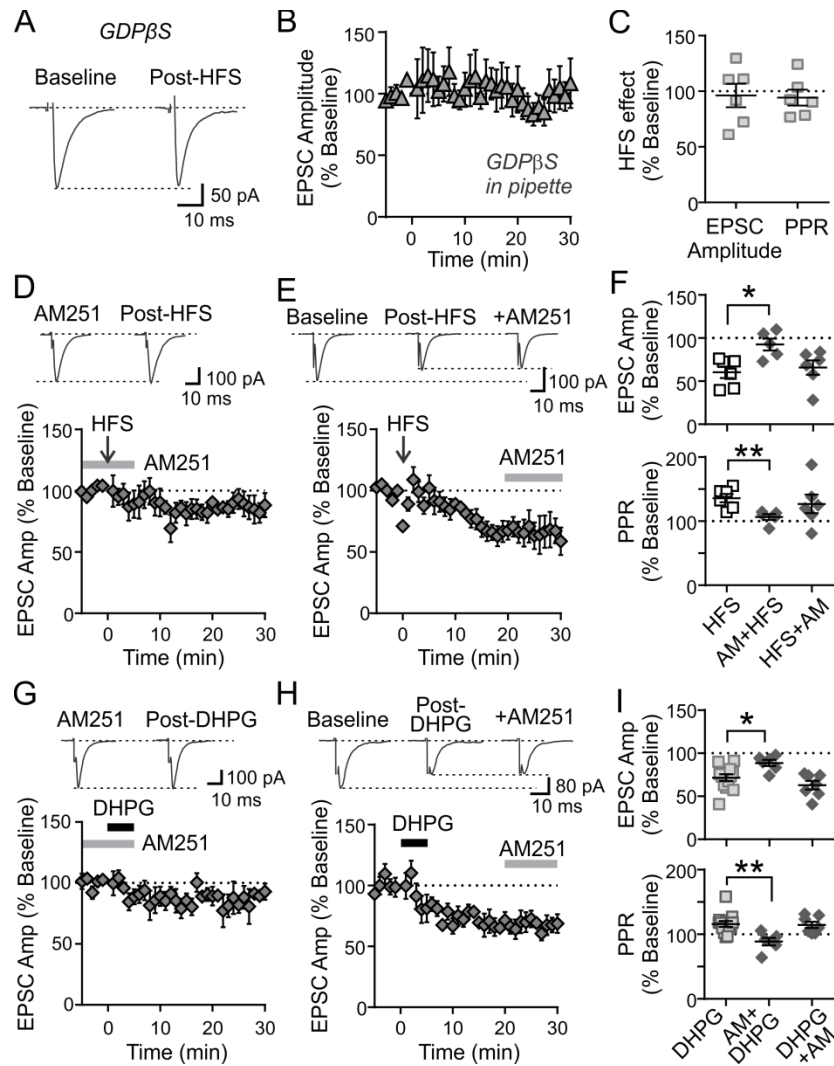 A
GDPβS
Baseline Post-HFS
50 pA
10 ms
B
EPSC Amplitude
(% Baseline)
150
100
50
0
GDPβS
in pipette
0 10 20 30
Time (min)
C
HFS effect
(% Baseline)
150
100
50
0
EPSC
Amplitude
PPR
D
AM251 Post-HFS
100 pA
10 ms
HFS
AM251
EPSC Amp (% Baseline)
100
50
0
0 10 20 30
Time (min)
E
Baseline Post-HFS +AM251
100 pA
10 ms
HFS
AM251
EPSC Amp (% Baseline)
100
50
0
0 10 20 30
Time (min)
F
*
EPSC Amp
(% Baseline)
150
100
50
0
**
PPR
(% Baseline)
200
100
0
HFS
AM+HFS
HFS+AM
G
AM251 Post-DHPG
100 pA
10 ms
DHPG
AM251
EPSC Amp (% Baseline)
150
100
50
0
0 10 20 30
Time (min)
H
Baseline
Post-
DHPG
+AM251
80 pA
10 ms
DHPG
AM251
EPSC Amp (% Baseline)
150
100
50
0
0 10 20 30
Time (min)
I
*
EPSC Amp
(% Baseline)
150
100
50
0
**
PPR
(% Baseline)
200
100
0
DHPG
AM+
DHPG
DHPG
+AM